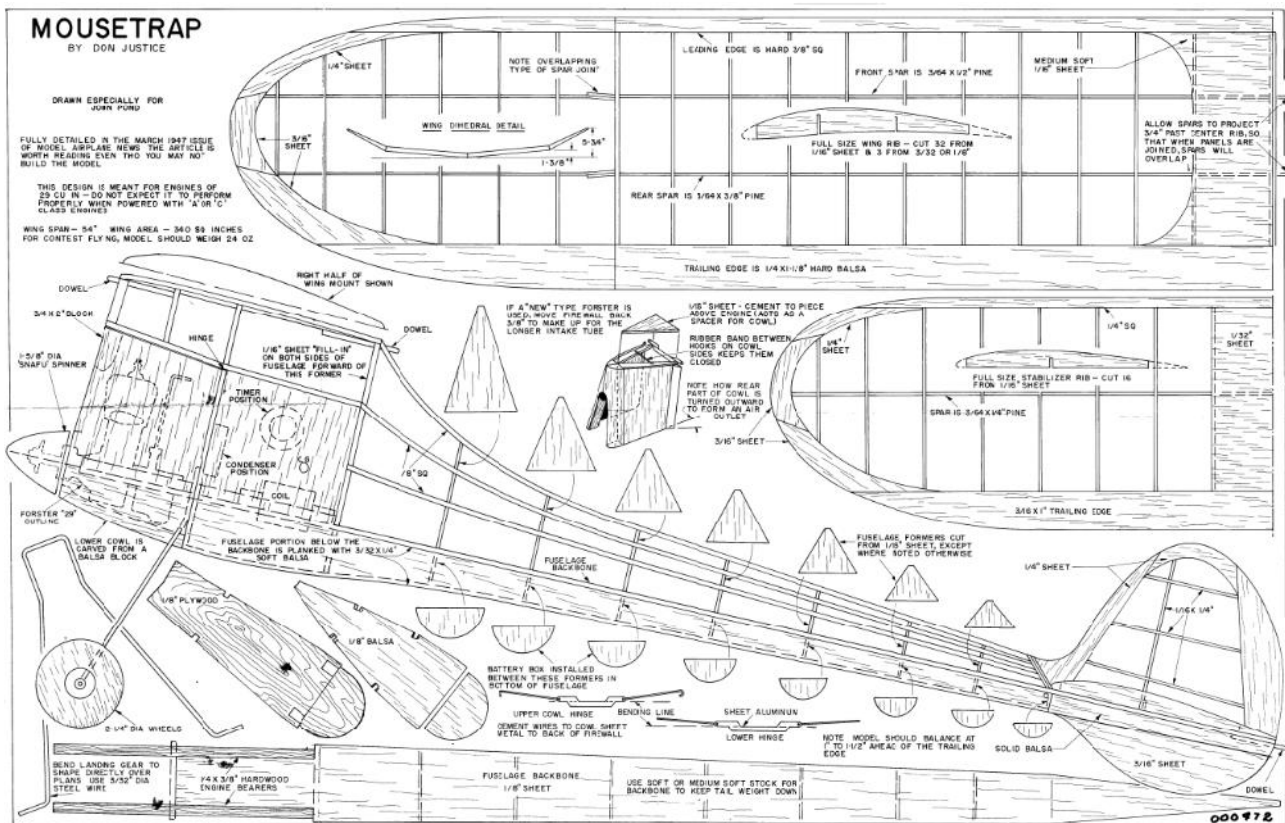 MOUSETRAP
BY DON JUSTICE
DRAWN ESPECIALLY FOR
JOHN POND
FULLY DETAILED IN THE MARCH 1947 ISSUE
OF MODEL AIRPLANE NEWS THE ARTICLE IS
WORTH READING EVEN THO YOU MAY NO'
BUILD THE MODEL
THIS DESIGN IS MEANT FOR ENGINES OF
29 CU IN – DO NOT EXPECT IT TO PERFORM
PROPERLY WHEN POWERED WITH 'A' OR 'C'
CLASS ENGINES
WING SPAN – 54" WING AREA – 340 SQ INCHES
FOR CONTEST FLYING, MODEL SHOULD WEIGH 24 OZ
1/4" SHEET
3/16"
SHEET
NOTE OVERLAPPING
TYPE OF SPAR JOIN'
WING DIHEDRAL DETAIL
5-3/4"
1-3/8"
LEADING EDGE IS HARD 3/8" SQ
FRONT SPAR IS 3/64 X 1/2" PINE
MEDIUM SOFT
1/16" SHEET
FULL SIZE WING RIB – CUT 32 FROM
1/16" SHEET & 3 FROM 3/32 OR 1/8"
ALLOW SPARS TO PROJECT
3/4" PAST CENTER RIB, SO
THAT WHEN PANELS ARE
JOINED, SPARS WILL
OVERLAP
REAR SPAR IS 3/64 X 3/8" PINE
TRAILING EDGE IS 1/4 X 1-1/8" HARD BALSA
RIGHT HALF OF
WING MOUNT SHOWN
DOWEL
3/4 X 2" BLOCK
HINGE
1-5/8" DIA
'SNAFU' SPINNER
1/16" SHEET "FILL-IN"
ON BOTH SIDES OF
FUSELAGE FORWARD OF
THIS FORMER
DOWEL
TIMER
POSITION
CONDENSER
POSITION
COIL
/8" SQ
FORSTER "29"
OUTLINE
LOWER COWL IS
CARVED FROM A
BALSA BLOCK
FUSELAGE PORTION BELOW THE
BACKBONE IS PLANKED WITH 3/32 X 1/4"
SOFT BALSA
IF A "NEW" TYPE FORSTER IS
USED, MOVE FIREWALL BACK
3/8" TO MAKE UP FOR THE
LONGER INTAKE TUBE
1/16" SHEET - CEMENT TO PIECE
ABOVE ENGINE (ACTS AS A
SPACER FOR COWL)
RUBBER BAND BETWEEN
HOOKS ON COWL
SIDES KEEPS THEM
CLOSED
NOTE HOW REAR
PART OF COWL IS
TURNED OUTWARD
TO FORM AN AIR
OUTLET
1/4" SHEET
1/4" SQ
1/32"
SHEET
FULL SIZE, STABILIZER RIB – CUT 16
FROM 1/16" SHEET
SPAR IS 3/64 X 1/4" PINE
3/16" SHEET
3/16 X 1" TRAILING EDGE
FUSELAGE FORMERS CUT
FROM 1/16" SHEET, EXCEPT
WHERE NOTED OTHERWISE
FUSELAGE
BACKBONE
1/4" SHEET
1/16 X 1/4"
1/8" PLYWOOD
1/8" BALSA
BATTERY BOX INSTALLED
BETWEEN THESE FORMERS IN
BOTTOM OF FUSELAGE
UPPER COWL HINGE
BENDING LINE
CEMENT WIRES TO COWL SHEET
METAL TO BACK OF FIREWALL
SHEET ALUMINUM
LOWER HINGE
NOTE MODEL SHOULD BALANCE AT
1" TO 1-1/2" AHEAD OF THE TRAILING
EDGE
SOLID BALSA
3/16" SHEET
DOWEL
2-1/4" DIA WHEELS
BEND LANDING GEAR TO
SHAPE DIRECTLY OVER
PLANS USE 3/32" DIA
STEEL WIRE
1/4 X 3/8" HARDWOOD
ENGINE BEARERS
FUSELAGE BACKBONE
1/8" SHEET
USE SOFT OR MEDIUM SOFT STOCK FOR
BACKBONE TO KEEP TAIL WEIGHT DOWN
000972